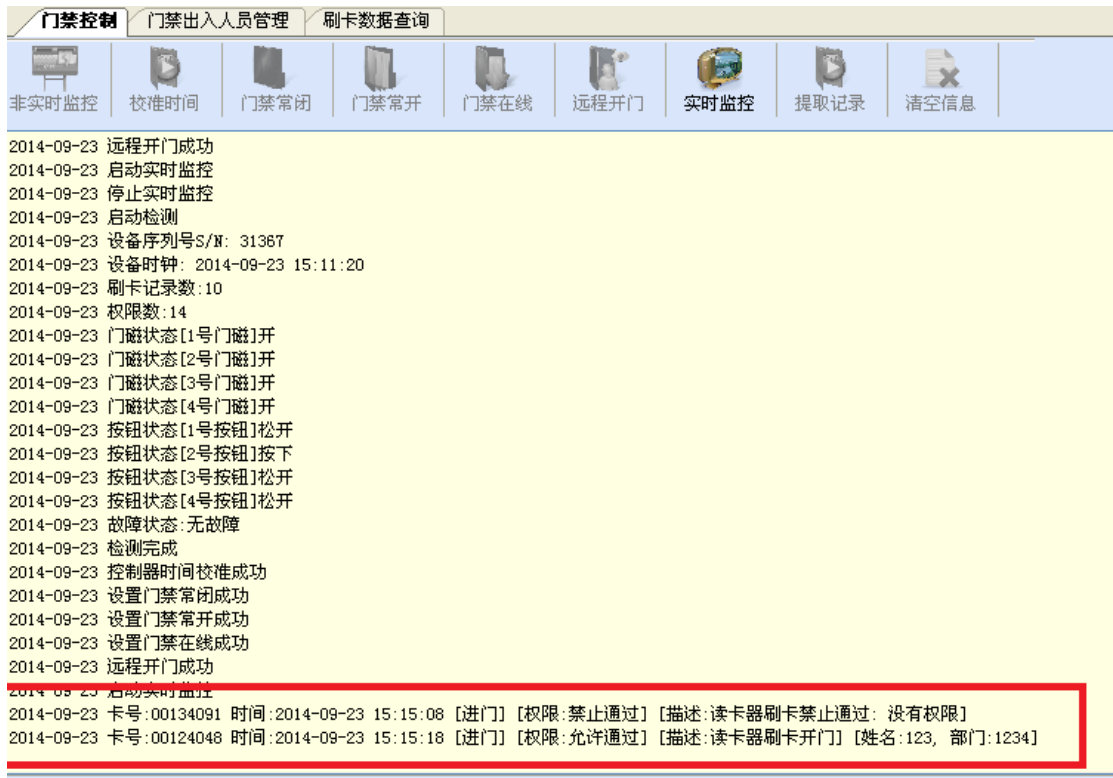 门禁控制 门禁出入人员管理 刷卡数据查询
非实时监控 校准时间 门禁常闭 门禁常开 门禁在线 远程开门 实时监控 提取记录 清空信息
2014-09-23 远程开门成功
2014-09-23 启动实时监控
2014-09-23 停止实时监控
2014-09-23 启动检测
2014-09-23 设备序列号S/N: 31367
2014-09-23 设备时钟: 2014-09-23 15:11:20
2014-09-23 刷卡记录数:10
2014-09-23 权限数:14
2014-09-23 门磁状态[1号门磁]开
2014-09-23 门磁状态[2号门磁]开
2014-09-23 门磁状态[3号门磁]开
2014-09-23 门磁状态[4号门磁]开
2014-09-23 按钮状态[1号按钮]松开
2014-09-23 按钮状态[2号按钮]按下
2014-09-23 按钮状态[3号按钮]松开
2014-09-23 按钮状态[4号按钮]松开
2014-09-23 故障状态:无故障
2014-09-23 检测完成
2014-09-23 控制器时间校准成功
2014-09-23 设置门禁常闭成功
2014-09-23 设置门禁常开成功
2014-09-23 设置门禁在线成功
2014-09-23 远程开门成功
2014-09-23 启动实时监控
2014-09-23 卡号:00134091 时间:2014-09-23 15:15:08 [进门] [权限:禁止通过] [描述:读卡器刷卡禁止通过: 没有权限]
2014-09-23 卡号:00124048 时间:2014-09-23 15:15:18 [进门] [权限:允许通过] [描述:读卡器刷卡开门] [姓名:123, 部门:1234]